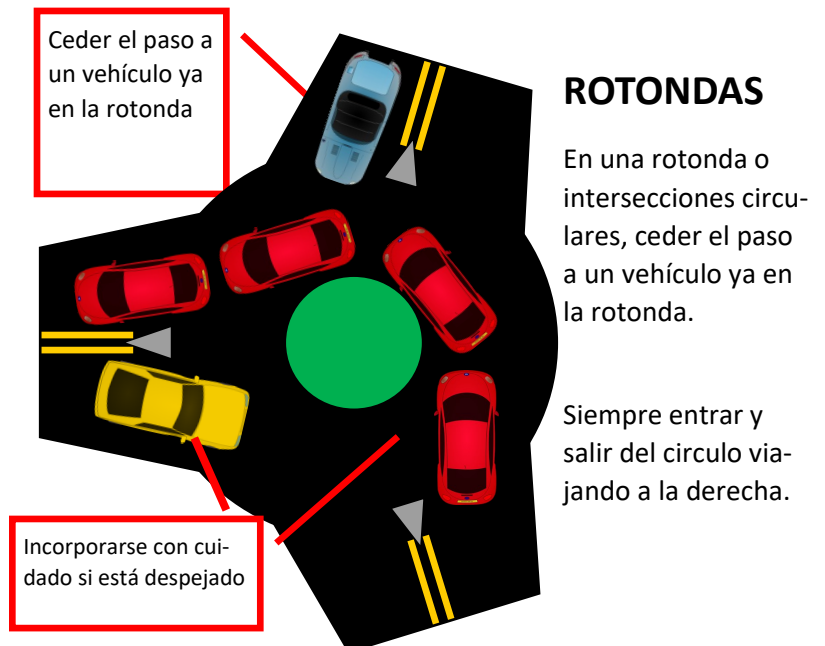 Ceder el paso a
un vehículo ya
en la rotonda
ROTONDAS
En una rotonda o
intersecciones circu-
lares, ceder el paso
a un vehículo ya en
la rotonda.
Siempre entrar y
salir del circulo via-
jando a la derecha.
Incorporarse con cui-
dado si está despejado